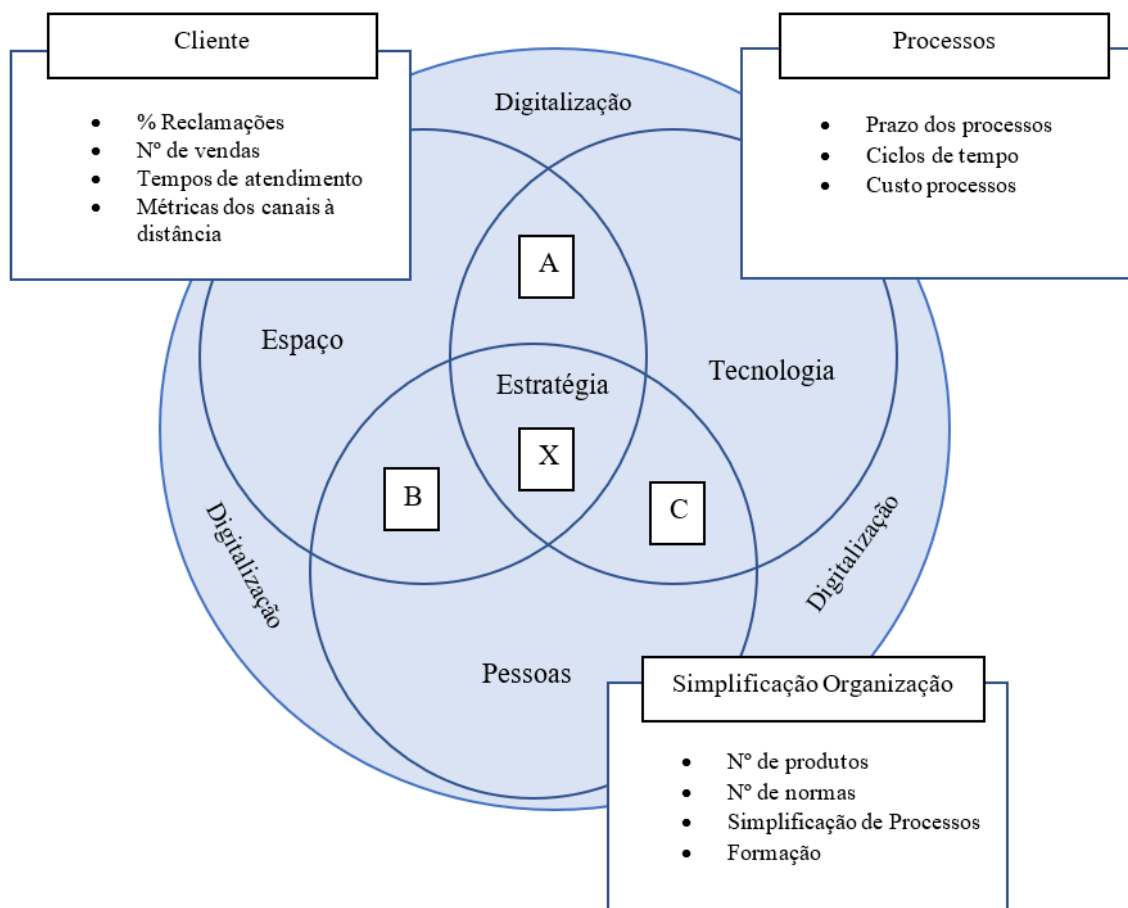 Cliente
• % Reclamações
• Nº de vendas
• Tempos de atendimento
• Métricas dos canais à
distância
Processos
• Prazo dos processos
• Ciclos de tempo
• Custo processos
Digitalização
A
Espaço
Tecnologia
Estratégia
X
B
C
Digitalização
Digitalização
Pessoas
Simplificação Organização
• Nº de produtos
• Nº de normas
• Simplificação de Processos
• Formação